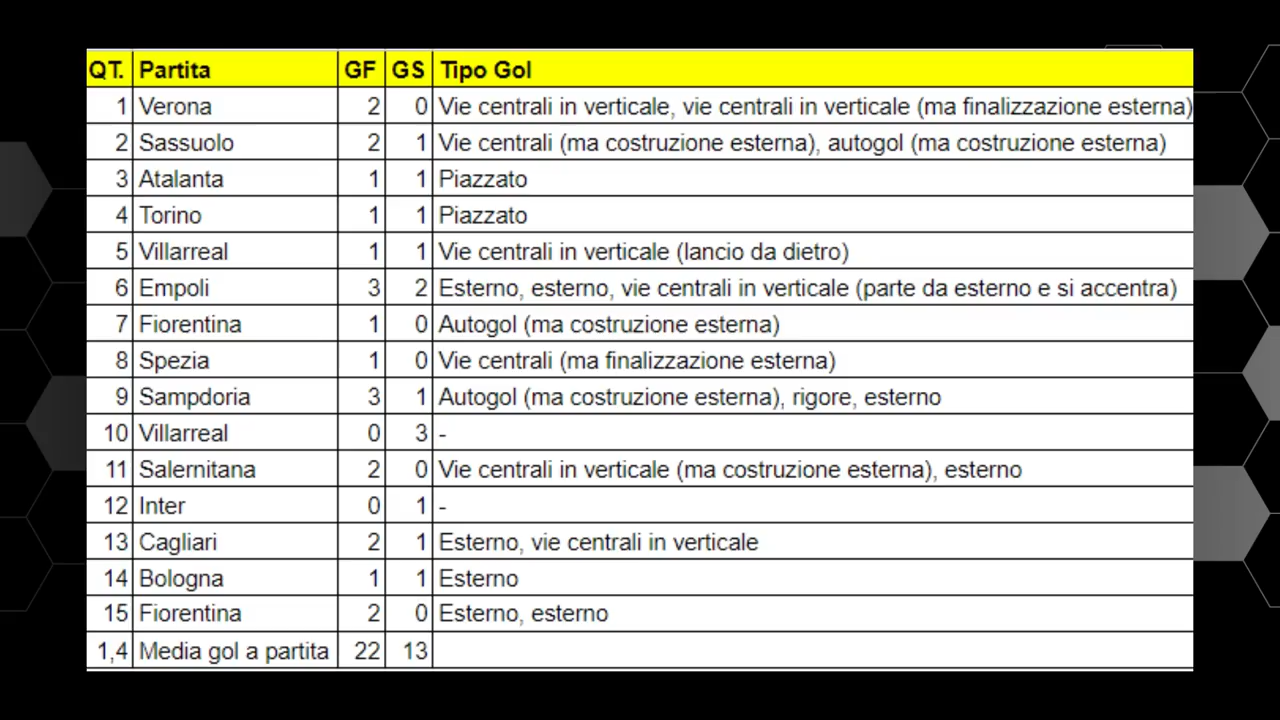 QT. Partita GF GS Tipo Gol
1 Verona 2 0 Vie centrali in verticale, vie centrali in verticale (ma finalizzazione esterna)
2 Sassuolo 2 1 Vie centrali (ma costruzione esterna), autogol (ma costruzione esterna)
3 Atalanta 1 1 Piazzato
4 Torino 1 1 Piazzato
5 Villarreal 1 1 Vie centrali in verticale (lancio da dietro)
6 Empoli 3 2 Esterno, esterno, vie centrali in verticale (parte da esterno e si accentra)
7 Fiorentina 1 0 Autogol (ma costruzione esterna)
8 Spezia 1 0 Vie centrali (ma finalizzazione esterna)
9 Sampdoria 3 1 Autogol (ma costruzione esterna), rigore, esterno
10 Villarreal 0 3 -
11 Salernitana 2 0 Vie centrali in verticale (ma costruzione esterna), esterno
12 Inter 0 1 -
13 Cagliari 2 1 Esterno, vie centrali in verticale
14 Bologna 1 1 Esterno
15 Fiorentina 2 0 Esterno, esterno
1,4 Media gol a partita 22 13